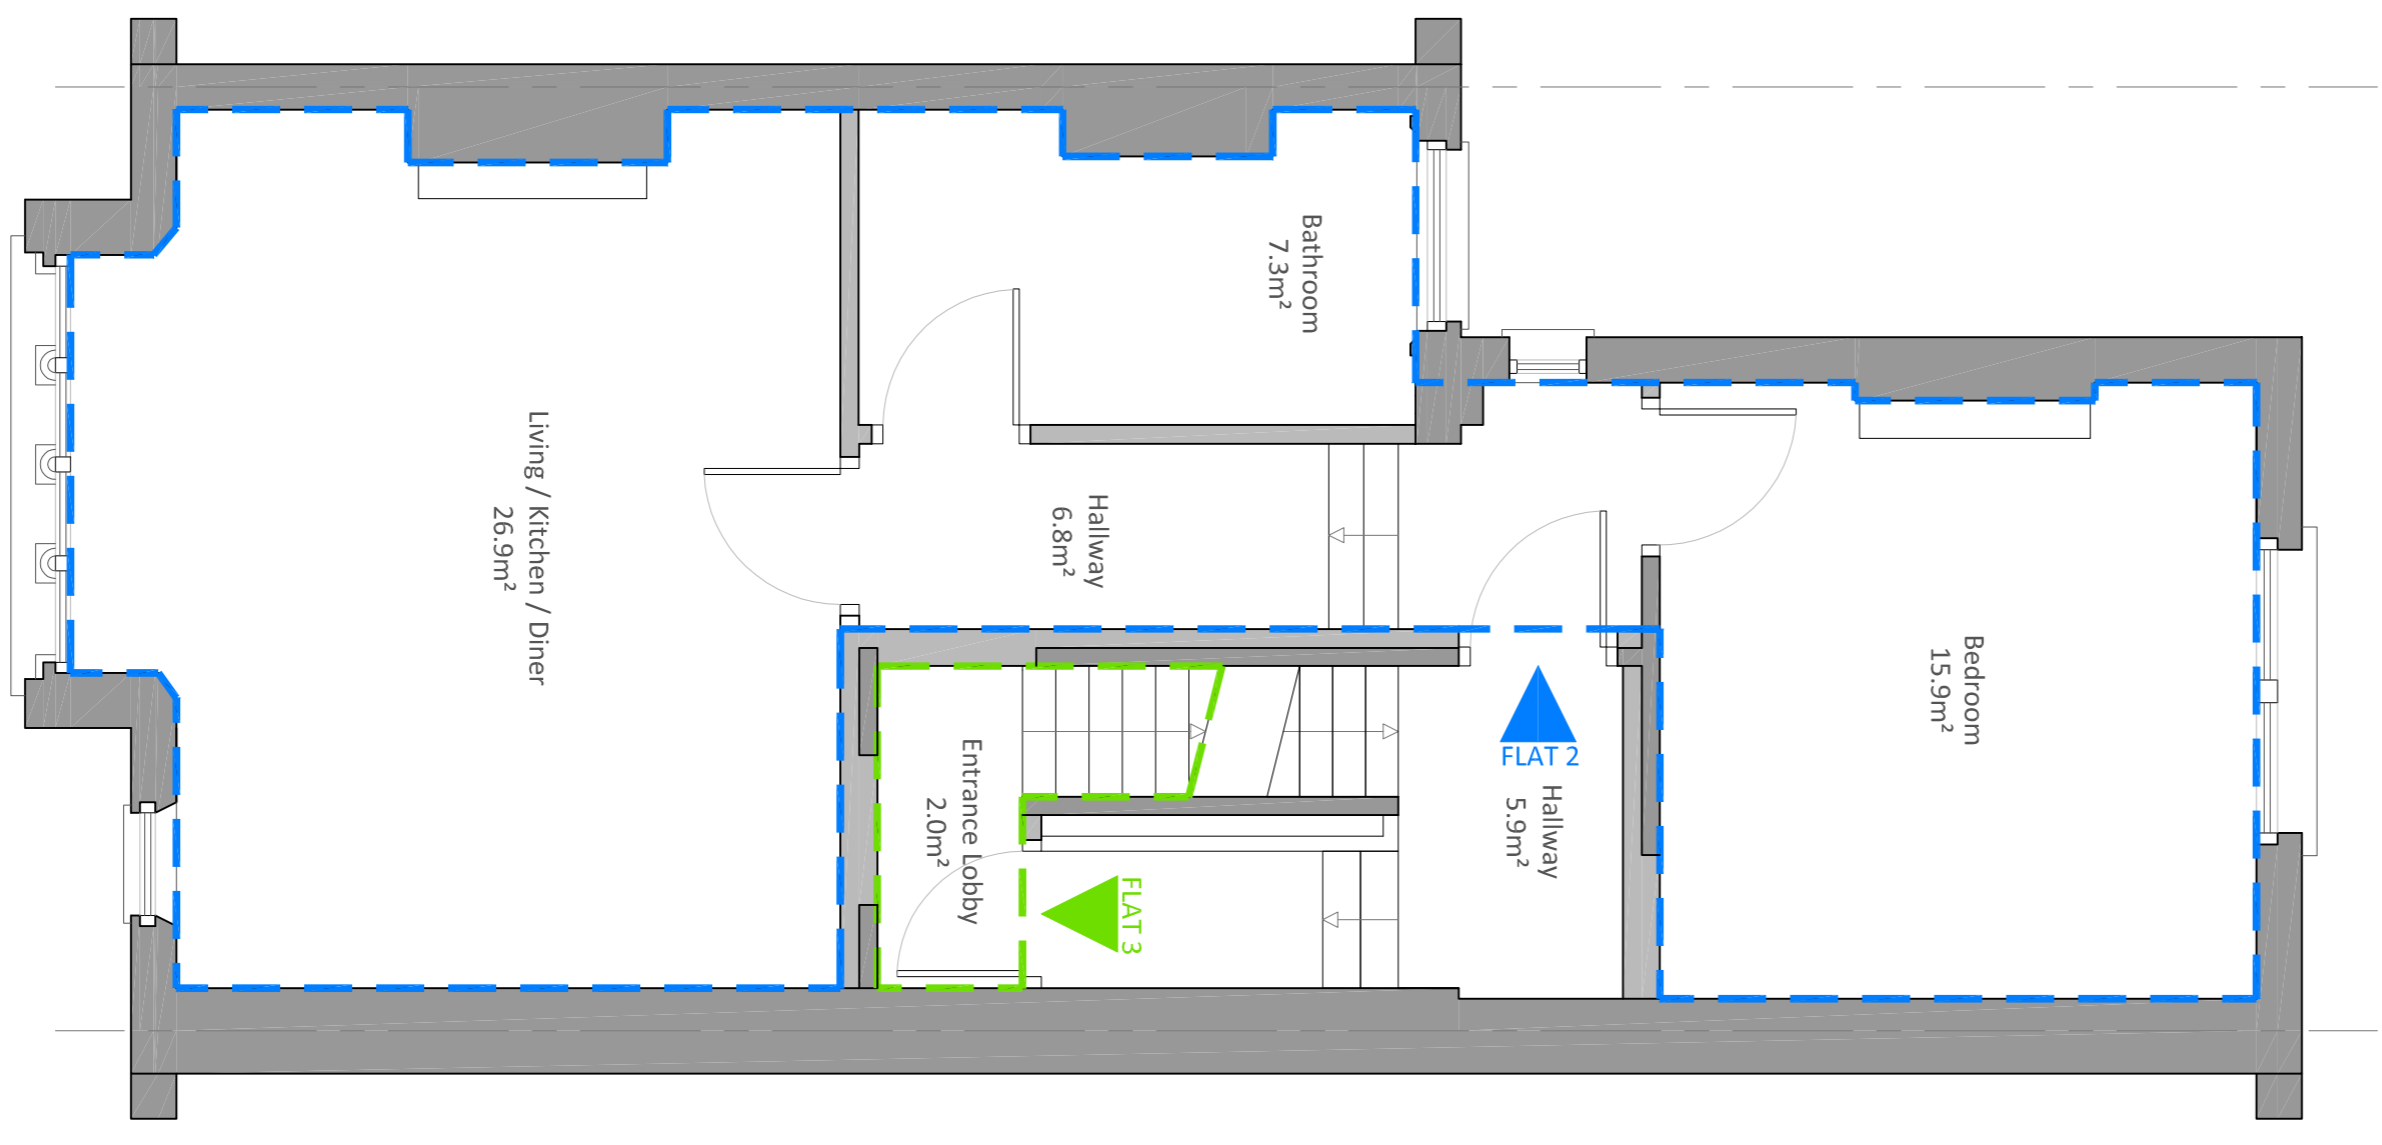 Living / Kitchen / Diner
26.9m²
Bathroom
7.3m²
Hallway
6.8m²
Entrance Lobby
2.0m²
FLAT 3
FLAT 2
Hallway
5.9m²
Bedroom
15.9m²